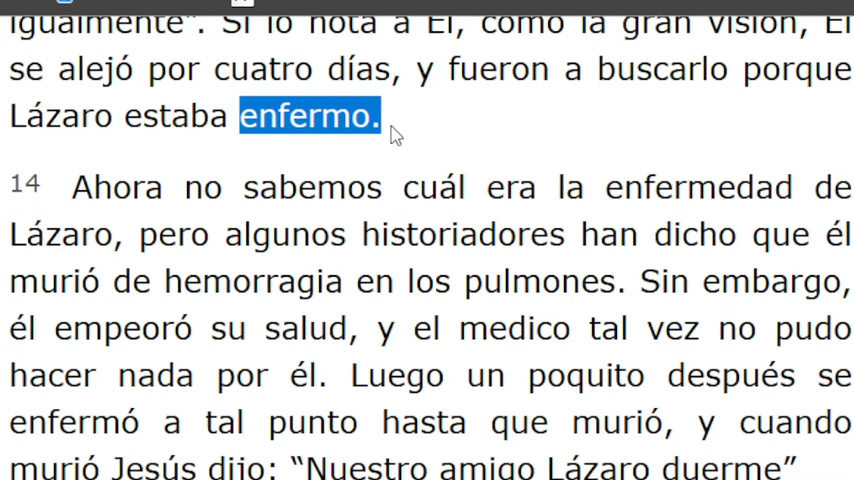 igualmente”. Si lo nota a Él, como la gran visión, Él
se alejó por cuatro días, y fueron a buscarlo porque
Lázaro estaba enfermo.
14 Ahora no sabemos cuál era la enfermedad de
Lázaro, pero algunos historiadores han dicho que él
murió de hemorragia en los pulmones. Sin embargo,
él empeoró su salud, y el medico tal vez no pudo
hacer nada por él. Luego un poquito después se
enfermó a tal punto hasta que murió, y cuando
murió Jesús dijo: “Nuestro amigo Lázaro duerme”